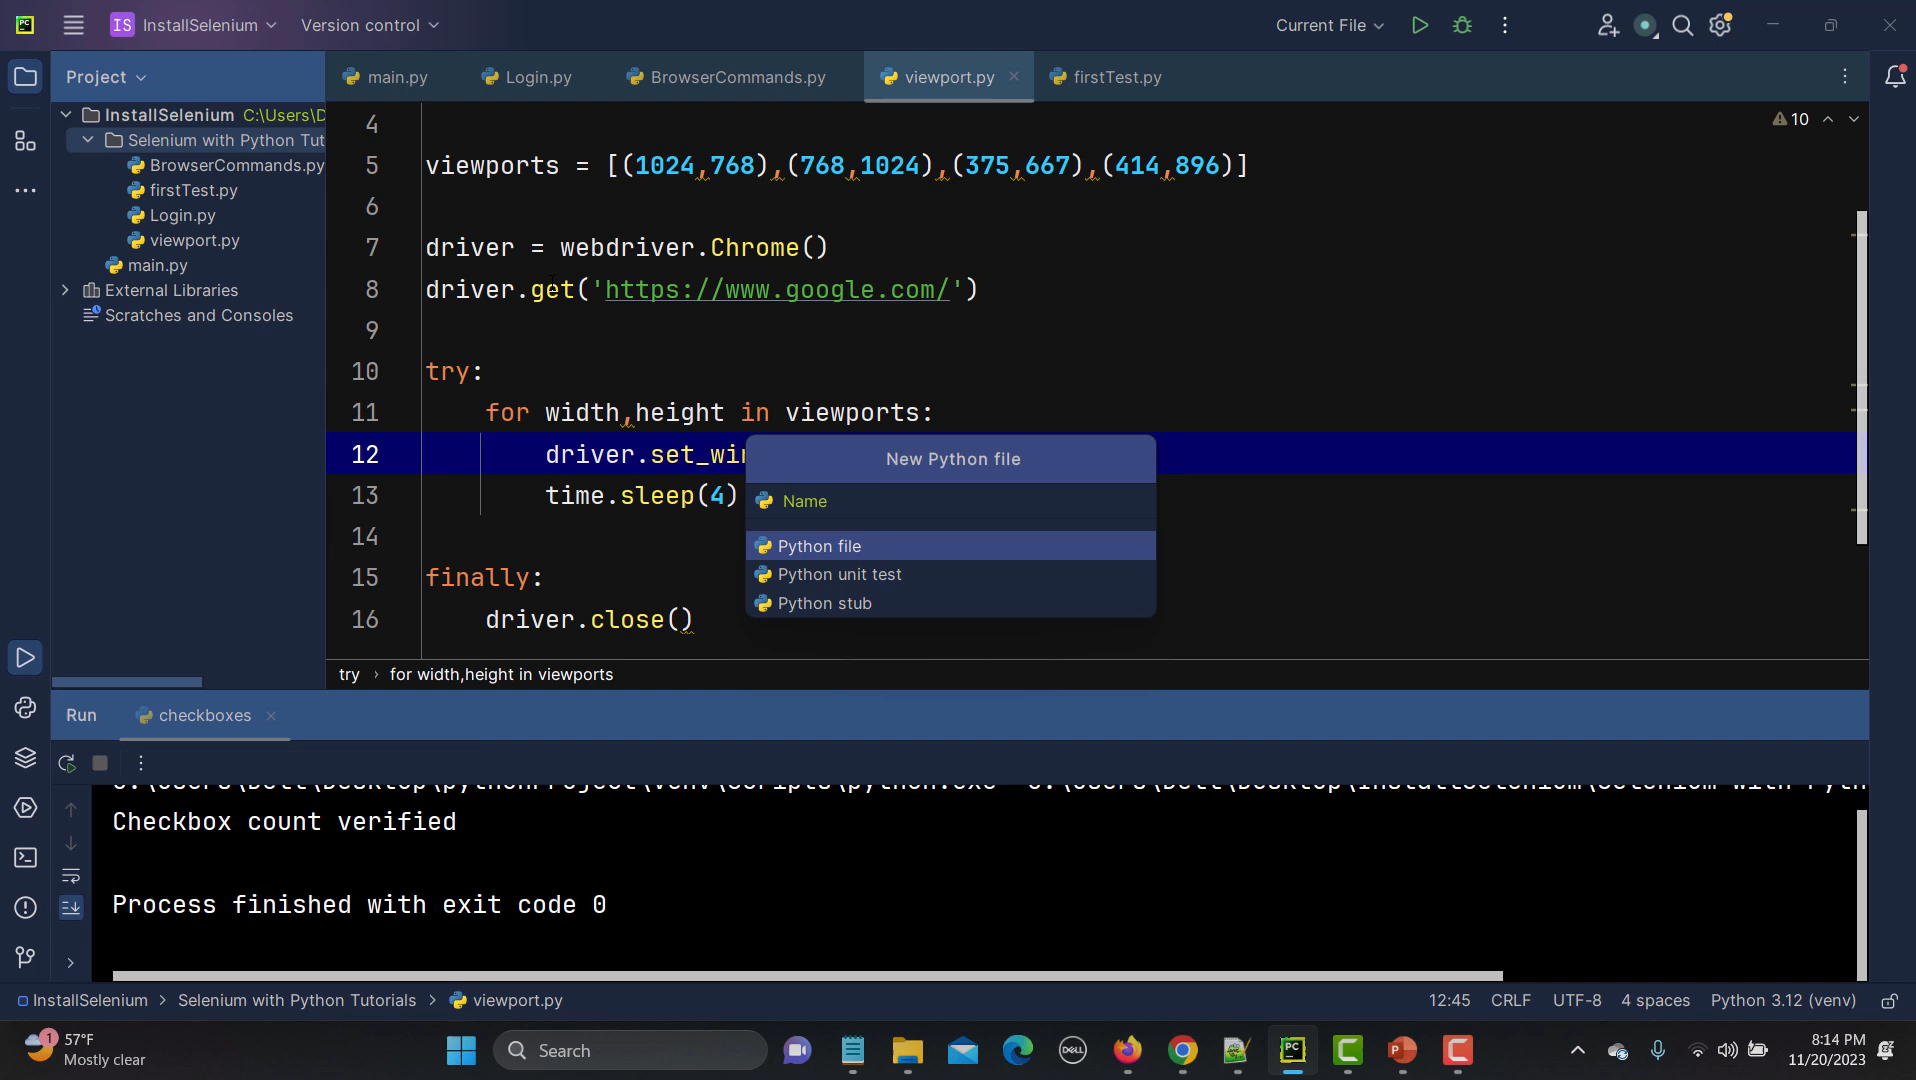 PC IS InstallSelenium Version control Current File
Project main.py Login.py BrowserCommands.py viewport.py firstTest.py
InstallSelenium C:\Users\D
Selenium with Python Tut
BrowserCommands.py
firstTest.py
Login.py
viewport.py
main.py
External Libraries
Scratches and Consoles
10
4
5 viewports = [(1024,768),(768,1024),(375,667),(414,896)]
6
7 driver = webdriver.Chrome()
8 driver.get('https://www.google.com/')
9
10 try:
11 for width,height in viewports:
12 driver.set_win
13 time.sleep(4)
14
15 finally:
16 driver.close()
New Python file
Name
Python file
Python unit test
Python stub
try › for width,height in viewports
Run checkboxes
Checkbox count verified
Process finished with exit code 0
InstallSelenium > Selenium with Python Tutorials > viewport.py 12:45 CRLF UTF-8 4 spaces Python 3.12 (venv)
1 57°F
Mostly clear
Search
DELL
PC
8:14 PM
11/20/2023